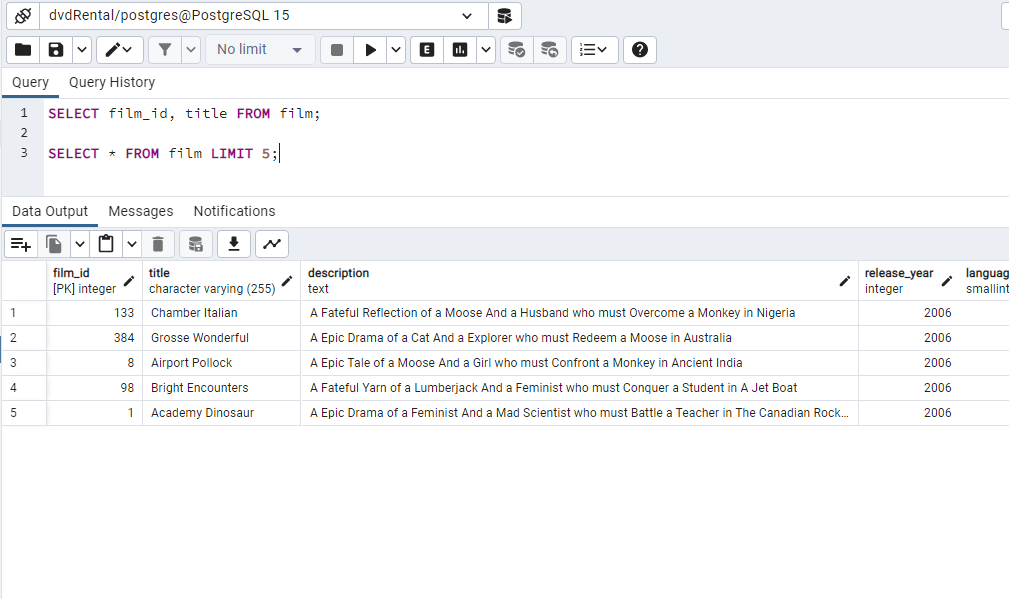 dvdRental/postgres@PostgreSQL 15
No limit
E
Query Query History
1 SELECT film_id, title FROM film;
2
3 SELECT * FROM film LIMIT 5;
Data Output Messages Notifications
film_id title description release_year languag
[PK] integer character varying (255) text integer smallint
1 133 Chamber Italian A Fateful Reflection of a Moose And a Husband who must Overcome a Monkey in Nigeria 2006
2 384 Grosse Wonderful A Epic Drama of a Cat And a Explorer who must Redeem a Moose in Australia 2006
3 8 Airport Pollock A Epic Tale of a Moose And a Girl who must Confront a Monkey in Ancient India 2006
4 98 Bright Encounters A Fateful Yarn of a Lumberjack And a Feminist who must Conquer a Student in A Jet Boat 2006
5 1 Academy Dinosaur A Epic Drama of a Feminist And a Mad Scientist who must Battle a Teacher in The Canadian Rock... 2006